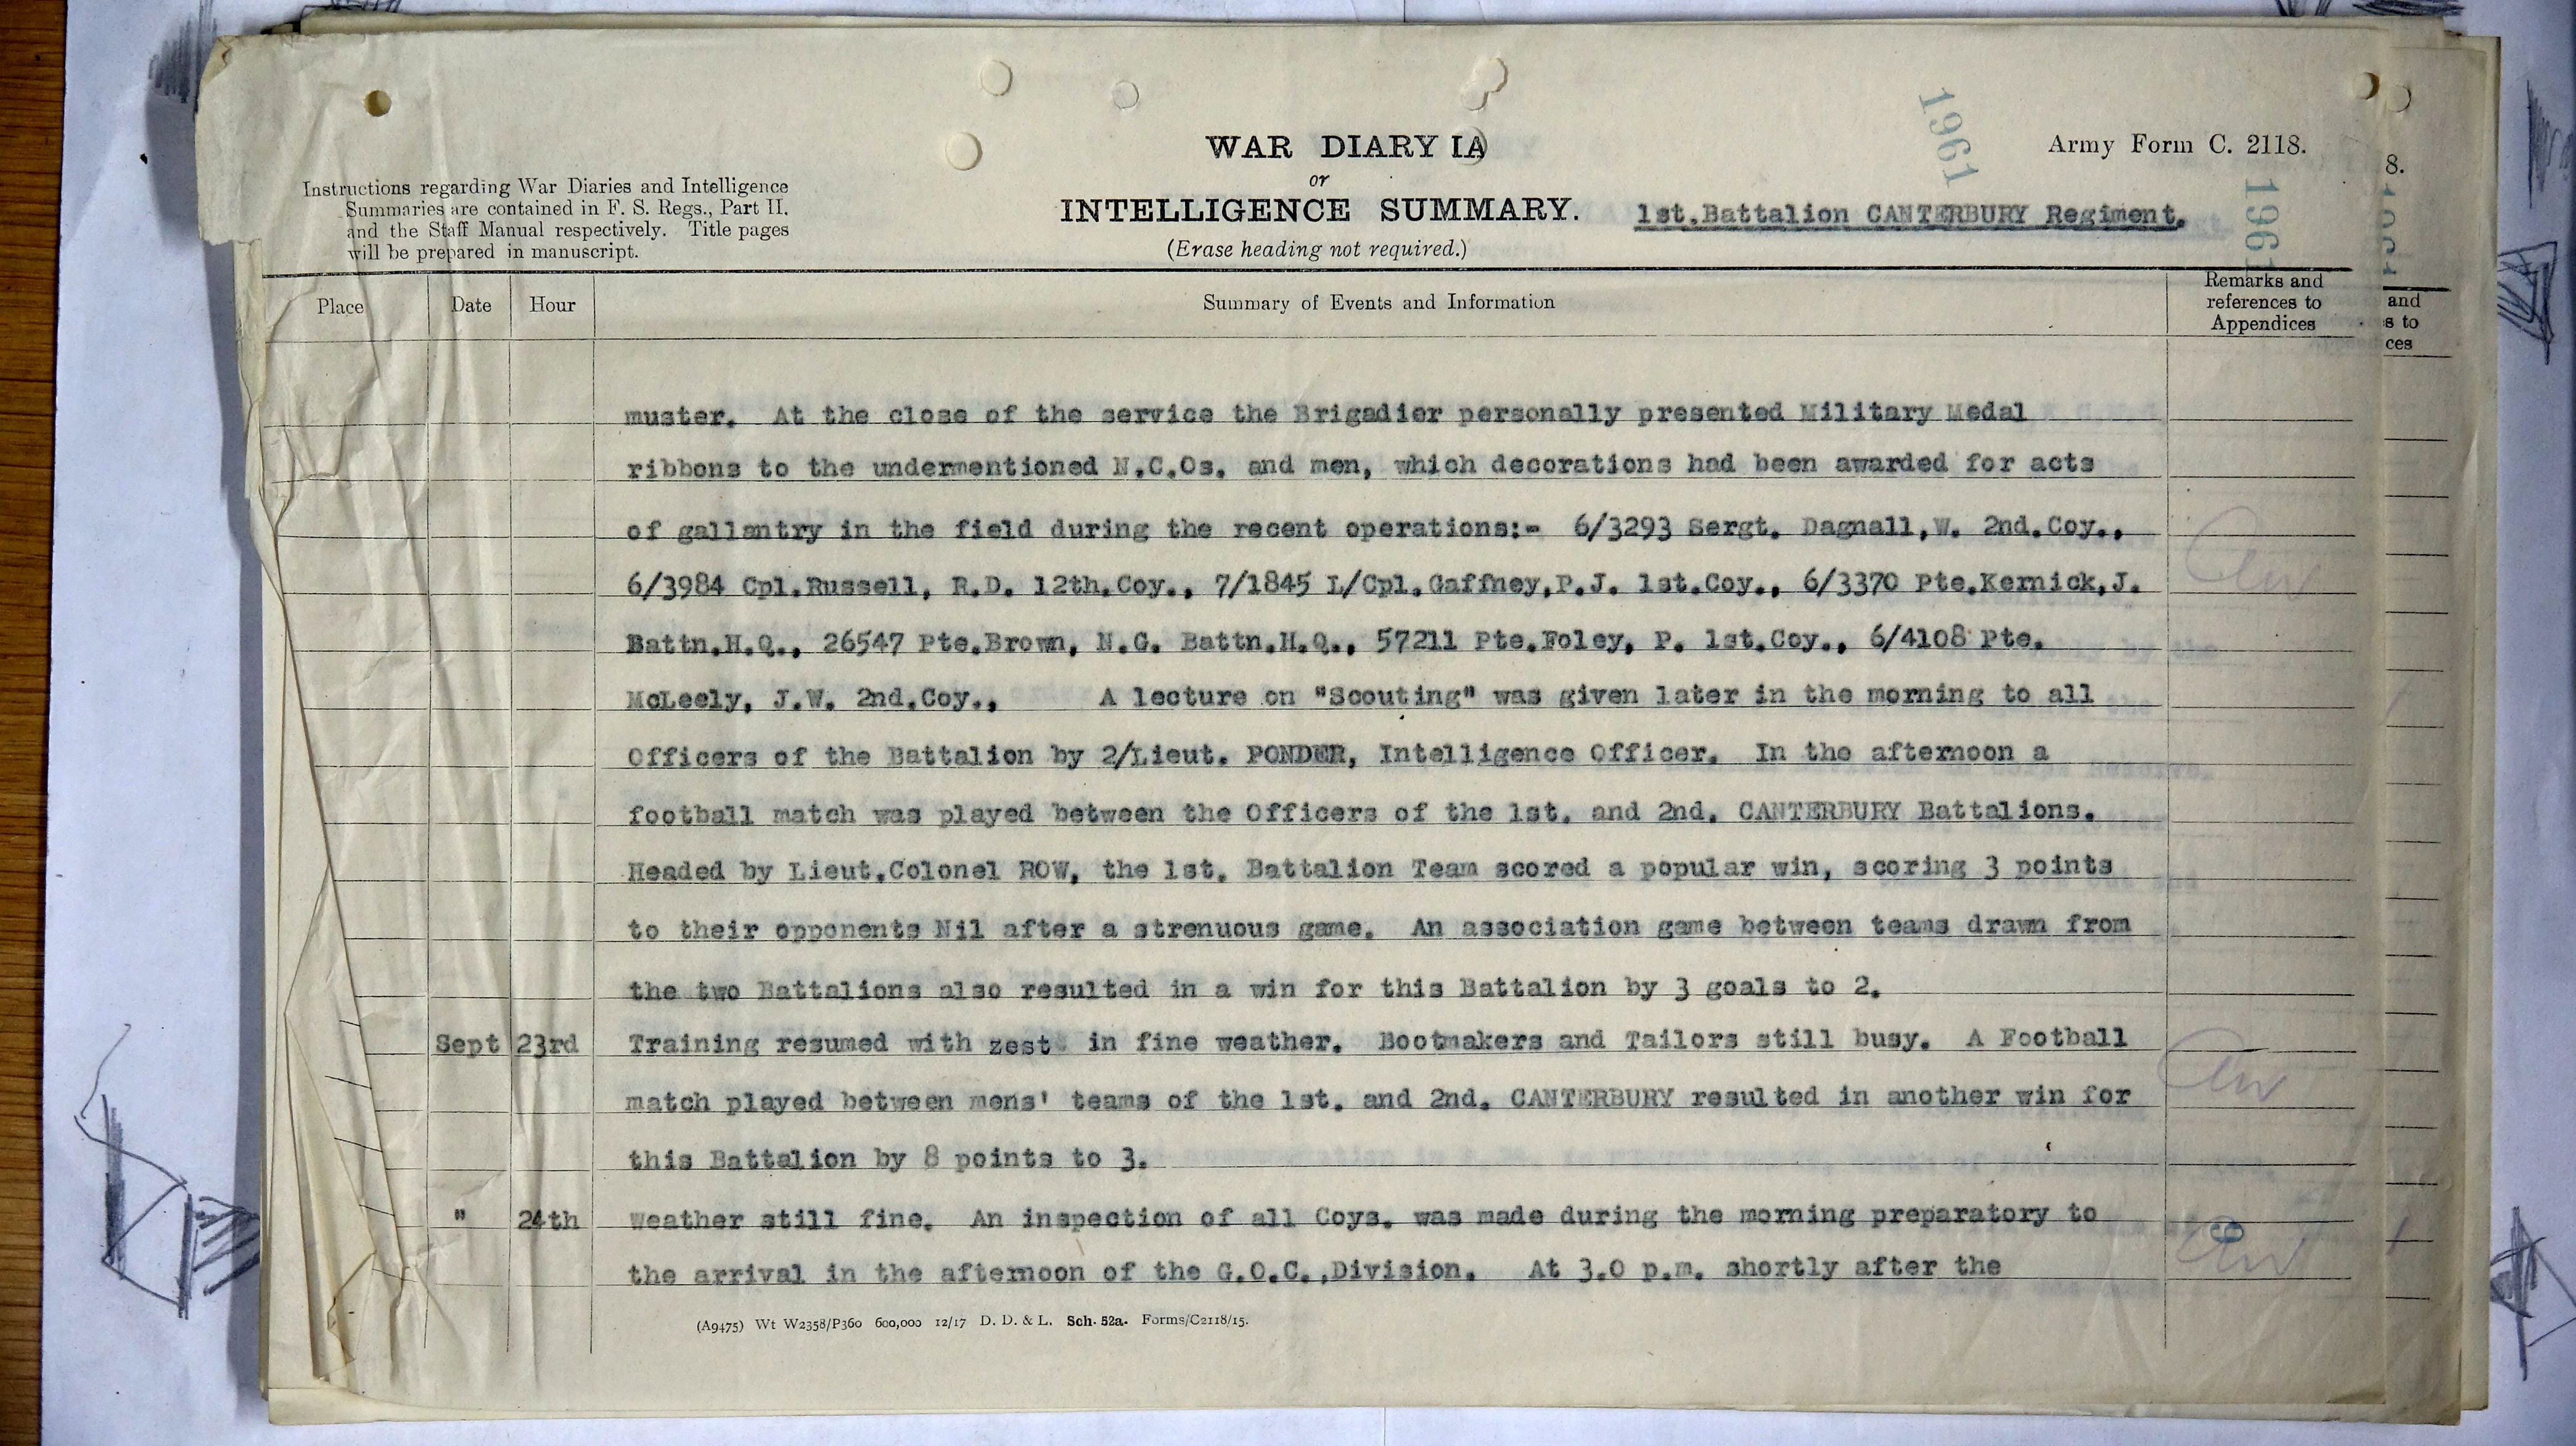 WAR DIARY IA
or
INTELLIGENCE SUMMARY.
(Erase heading not required.)
Instructions regarding War Diaries and Intelligence
Summaries are contained in F. S. Regs., Part II.
and the Staff Manual respectively. Title pages
will be prepared in manuscript.
1961
Army Form C. 2118.
8.
1st.Battalion CANTERBURY Regiment.
1961
Place Date Hour Summary of Events and Information Remarks and references to Appendices
and
s to
ces
muster. At the close of the service the Brigadier personally presented Military Medal
ribbons to the undermentioned N.C.Os. and men, which decorations had been awarded for acts
of gallantry in the field during the recent operations:- 6/3293 Sergt. Dagnall,W. 2nd.Coy.,
6/3984 Cpl.Russell, R.D. 12th.Coy., 7/1845 L/Cpl.Gaffney,P.J. 1st.Coy., 6/3370 Pte.Kernick,J.
Battn.H.Q., 26547 Pte.Brown, N.G. Battn.H.Q., 57211 Pte.Foley, P. 1st.Coy., 6/4108 Pte.
McLeely, J.W. 2nd.Coy., A lecture on "Scouting" was given later in the morning to all
Officers of the Battalion by 2/Lieut. PONDER, Intelligence Officer. In the afternoon a
football match was played between the Officers of the 1st. and 2nd. CANTERBURY Battalions.
Headed by Lieut.Colonel ROW, the 1st. Battalion Team scored a popular win, scoring 3 points
to their opponents Nil after a strenuous game. An association game between teams drawn from
the two Battalions also resulted in a win for this Battalion by 3 goals to 2.
Sept 23rd Training resumed with zest in fine weather. Bootmakers and Tailors still busy. A Football
match played between mens' teams of the 1st. and 2nd. CANTERBURY resulted in another win for
this Battalion by 8 points to 3.
" 24th Weather still fine. An inspection of all Coys. was made during the morning preparatory to
the arrival in the afternoon of the G.O.C.,Division. At 3.0 p.m. shortly after the
(A9475) Wt W2358/P360 600,000 12/17 D. D. & L. Sch. 52a. Forms/C2118/15.